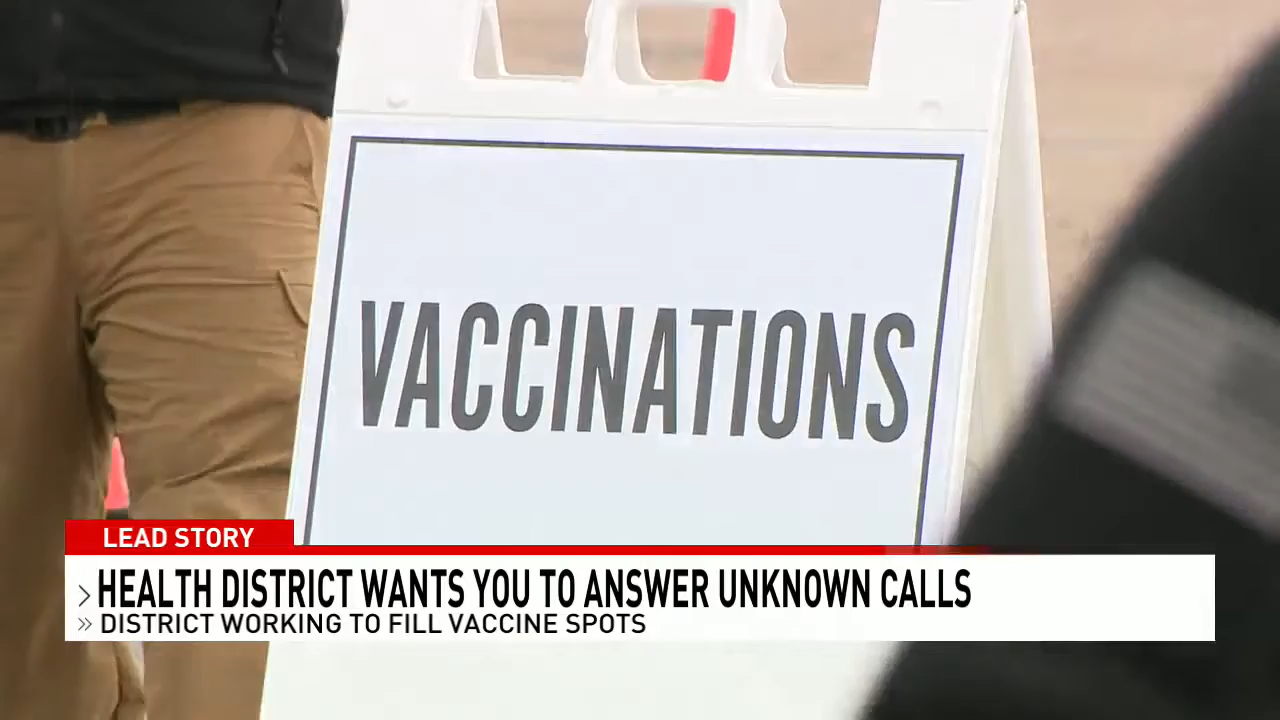 VACCINATIONS
LEAD STORY
> HEALTH DISTRICT WANTS YOU TO ANSWER UNKNOWN CALLS
» DISTRICT WORKING TO FILL VACCINE SPOTS